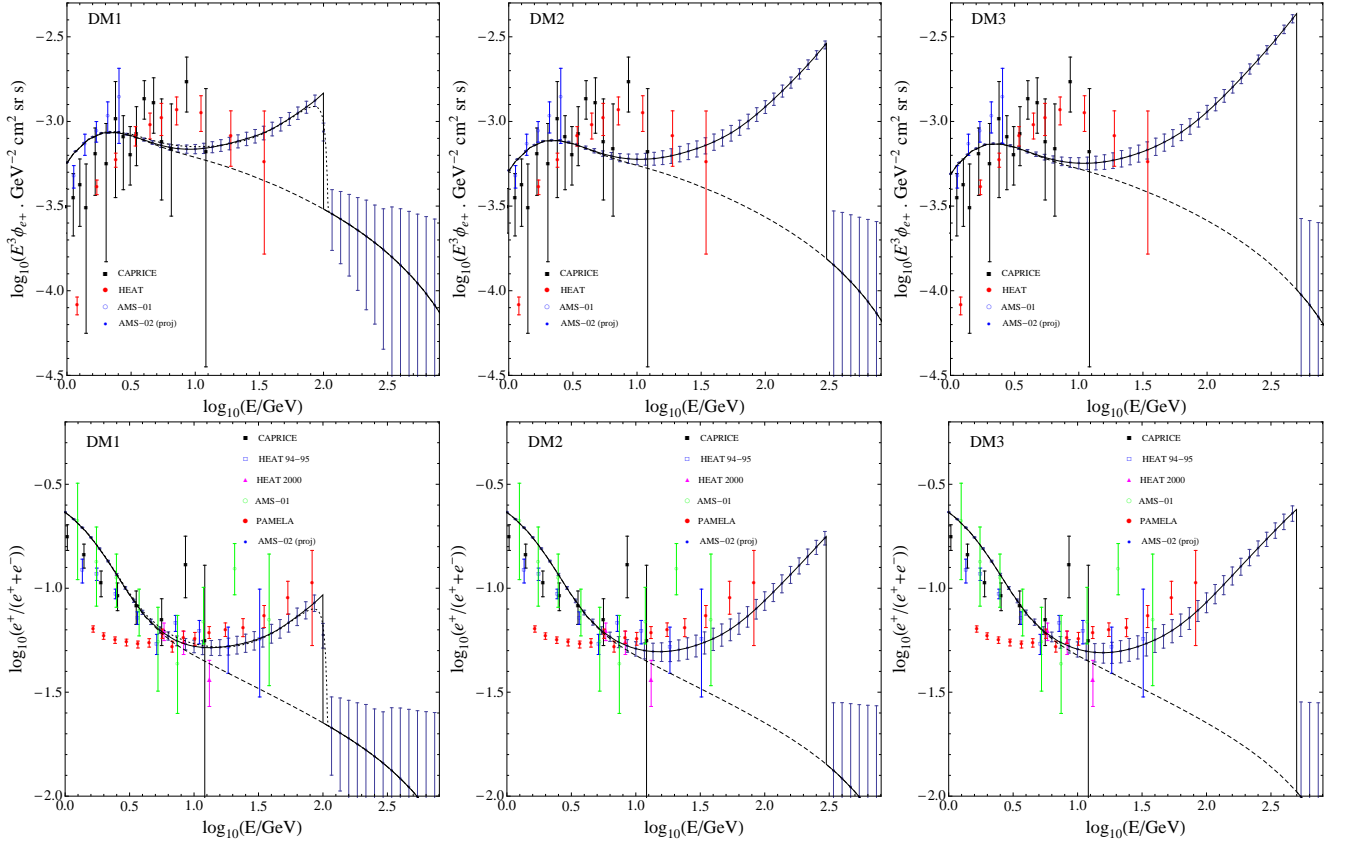 DM1
log10(E³ϕe+ . GeV⁻² cm² sr s)
−2.5
−3.0
−3.5
−4.0
−4.5
CAPRICE
HEAT
AMS−01
AMS−02 (proj)
0.0 0.5 1.0 1.5 2.0 2.5
log10(E/GeV)
DM2
log10(E³ϕe+ . GeV⁻² cm² sr s)
−2.5
−3.0
−3.5
−4.0
−4.5
CAPRICE
HEAT
AMS−01
AMS−02 (proj)
0.0 0.5 1.0 1.5 2.0 2.5
log10(E/GeV)
DM3
log10(E³ϕe+ . GeV⁻² cm² sr s)
−2.5
−3.0
−3.5
−4.0
−4.5
CAPRICE
HEAT
AMS−01
AMS−02 (proj)
0.0 0.5 1.0 1.5 2.0 2.5
log10(E/GeV)
DM1
log10(e⁺/(e⁺+e⁻))
−0.5
−1.0
−1.5
−2.0
CAPRICE
HEAT 94−95
HEAT 2000
AMS−01
PAMELA
AMS−02 (proj)
0.0 0.5 1.0 1.5 2.0 2.5
log10(E/GeV)
DM2
log10(e⁺/(e⁺+e⁻))
−0.5
−1.0
−1.5
−2.0
CAPRICE
HEAT 94−95
HEAT 2000
AMS−01
PAMELA
AMS−02 (proj)
0.0 0.5 1.0 1.5 2.0 2.5
log10(E/GeV)
DM3
log10(e⁺/(e⁺+e⁻))
−0.5
−1.0
−1.5
−2.0
CAPRICE
HEAT 94−95
HEAT 2000
AMS−01
PAMELA
AMS−02 (proj)
0.0 0.5 1.0 1.5 2.0 2.5
log10(E/GeV)